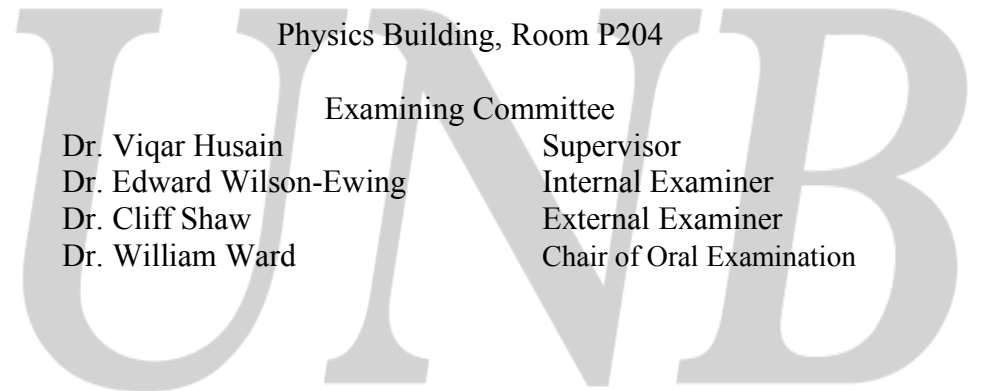 UNB
Physics Building, Room P204
Examining Committee
Dr. Viqar Husain Supervisor
Dr. Edward Wilson-Ewing Internal Examiner
Dr. Cliff Shaw External Examiner
Dr. William Ward Chair of Oral Examination